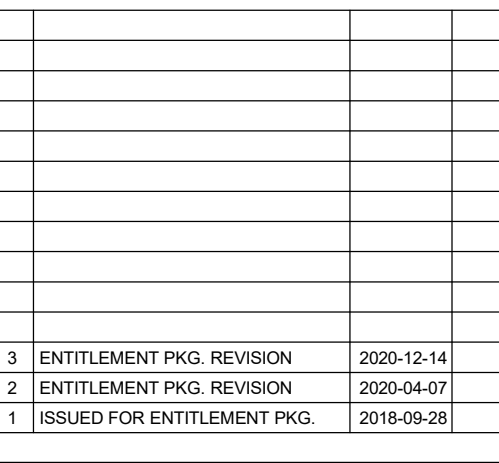 3 ENTITLEMENT PKG. REVISION 2020-12-14
2 ENTITLEMENT PKG. REVISION 2020-04-07
1 ISSUED FOR ENTITLEMENT PKG. 2018-09-28